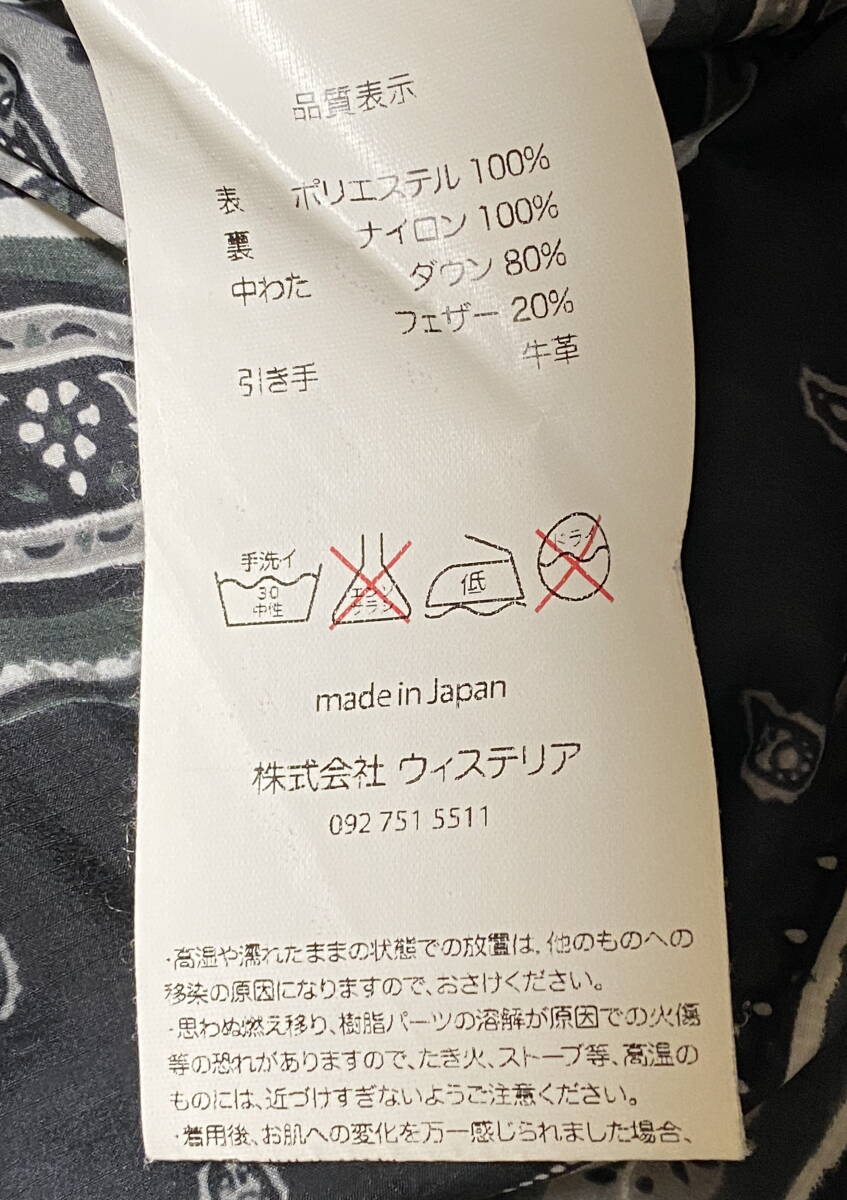 品質表示
表 ポリエステル 100%
裏 ナイロン 100%
中わた ダウン 80%
フェザー 20%
引き手 牛革
手洗イ
30
中性
エンソ
サラシ
低
ドライ
made in Japan
株式会社 ウィステリア
092 751 5511
・高温や濡れたままの状態での放置は、他のものへの
移染の原因になりますので、おさけください。
・思わぬ燃え移り、樹脂パーツの溶解が原因での火傷
等の恐れがありますので、たき火、ストーブ等、高温の
ものには、近づけすぎないようご注意ください。
・着用後、お肌への変化を万一感じられました場合、